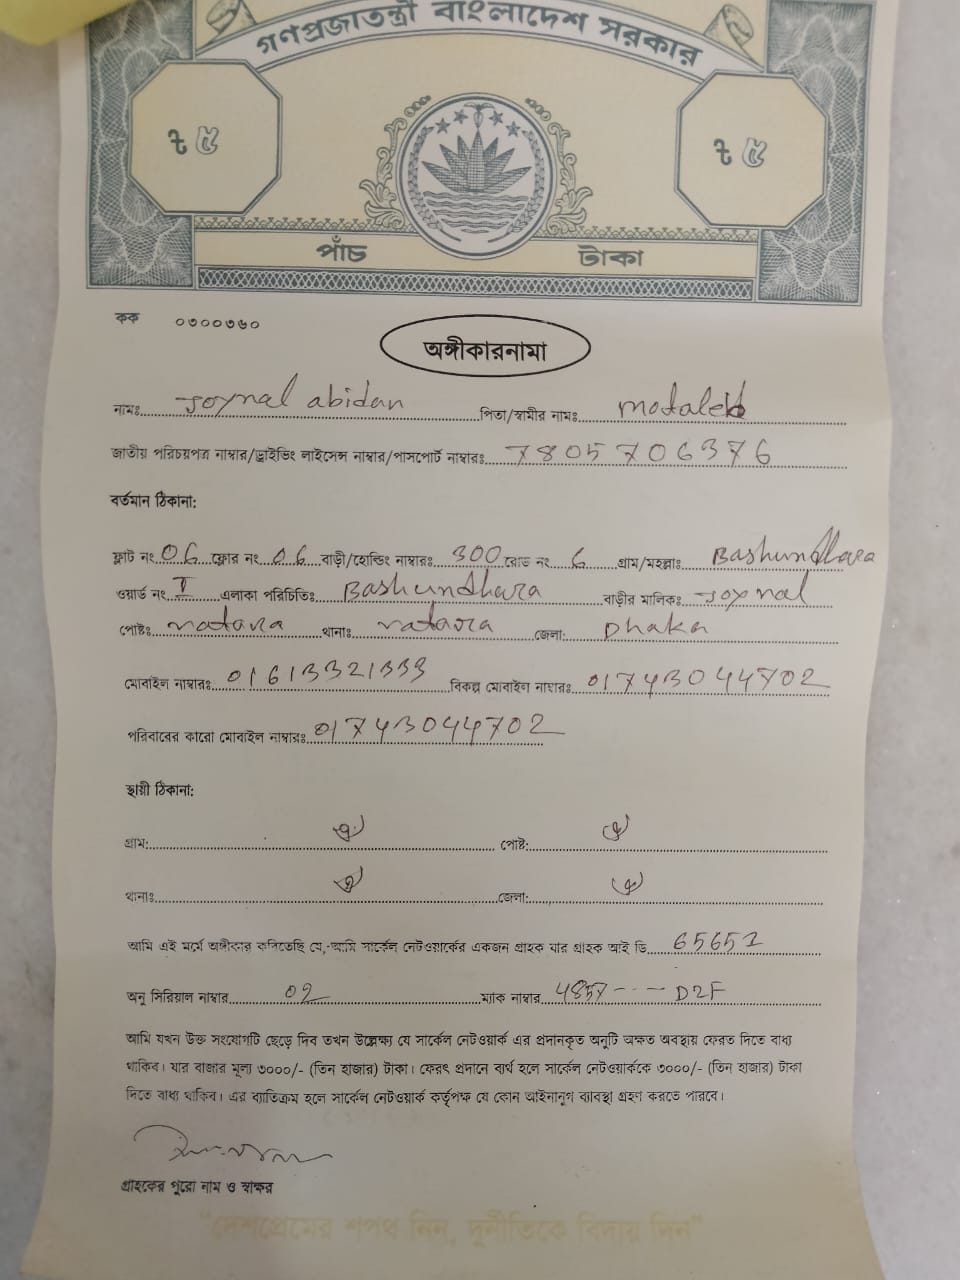 গণপ্রজাতন্ত্রী বাংলাদেশ সরকার
৳ ৫ ৳ ৫
পাঁচ টাকা
কক ০৩০০৩৬০
অঙ্গীকারনামা
নামঃ Joynal abidan পিতা/স্বামীর নামঃ modaleb
জাতীয় পরিচয়পত্র নাম্বার/ড্রাইভিং লাইসেন্স নাম্বার/পাসপোর্ট নাম্বারঃ 7805706376
বর্তমান ঠিকানা:
ফ্লাট নং 06 ফ্লোর নং 06 বাড়ী/হোল্ডিং নাম্বারঃ 300 রোড নং 6 গ্রাম/মহল্লাঃ Bashundhara
ওয়ার্ড নং I এলাকা পরিচিতিঃ Bashundhara বাড়ীর মালিকঃ Joynal
পোষ্টঃ vatara থানাঃ vatara জেলা: Dhaka
মোবাইল নাম্বারঃ 01613321333 বিকল্প মোবাইল নাম্বারঃ 01743044702
পরিবারের কারো মোবাইল নাম্বারঃ 01743044702
স্থায়ী ঠিকানা:
গ্রাম: পোষ্ট:
থানাঃ জেলা:
আমি এই মর্মে অঙ্গীকার করিতেছি যে,-আমি সার্কেল নেটওয়ার্কের একজন গ্রাহক যার গ্রাহক আই ডি 65651
অনু সিরিয়াল নাম্বার 02 ম্যাক নাম্বার 4857---- D2F
আমি যখন উক্ত সংযোগটি ছেড়ে দিব তখন উল্লেক্ষ্য যে সার্কেল নেটওয়ার্ক এর প্রদানকৃত অনুটি অক্ষত অবস্থায় ফেরত দিতে বাধ্য
থাকিব। যার বাজার মূল্য ৩০০০/- (তিন হাজার) টাকা। ফেরৎ প্রদানে ব্যর্থ হলে সার্কেল নেটওয়ার্ককে ৩০০০/- (তিন হাজার) টাকা
দিতে বাধ্য থাকিব। এর ব্যাতিক্রম হলে সার্কেল নেটওয়ার্ক কর্তৃপক্ষ যে কোন আইনানুগ ব্যাবস্থা গ্রহণ করতে পারবে।
গ্রাহকের পুরো নাম ও স্বাক্ষর
“দেশপ্রেমের শপথ নিন, দুর্নীতিকে বিদায় দিন”